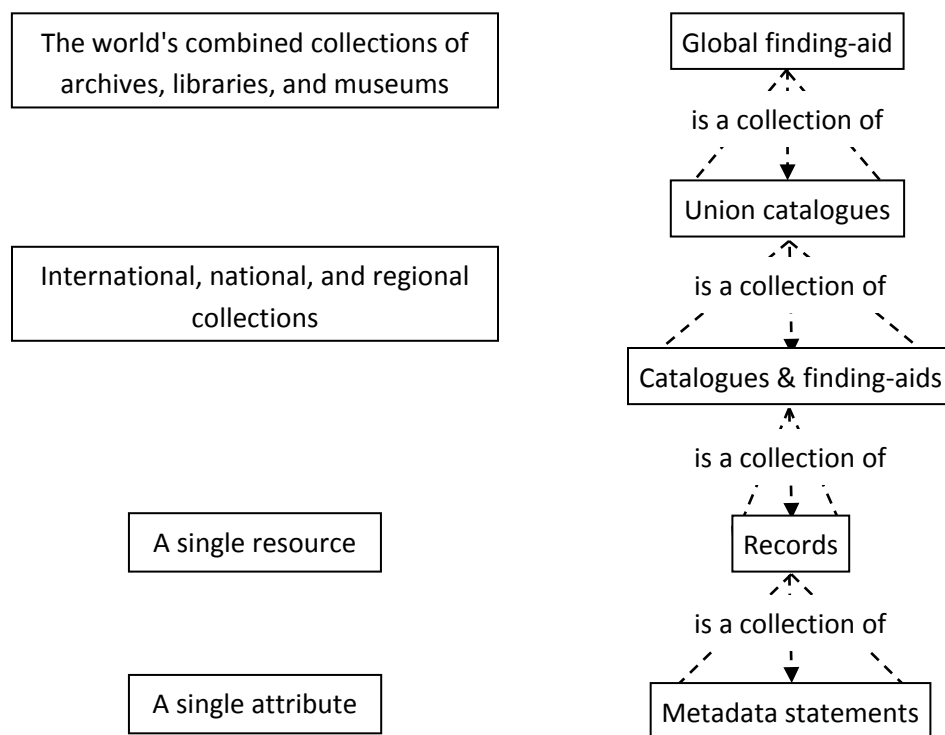 The world's combined collections of
archives, libraries, and museums
Global finding-aid
is a collection of
Union catalogues
International, national, and regional
collections
is a collection of
Catalogues & finding-aids
is a collection of
A single resource
Records
is a collection of
A single attribute
Metadata statements